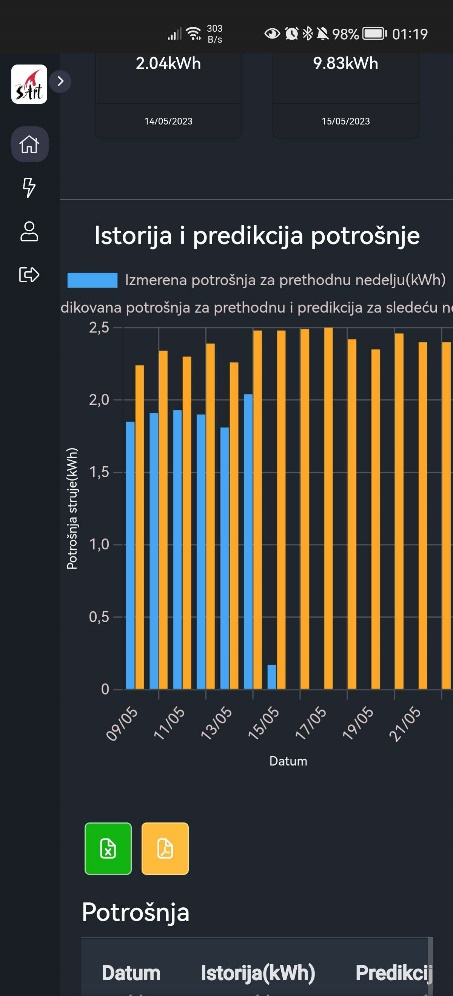 303
B/s
98%
01:19
SArt
2.04kWh
9.83kWh
14/05/2023
15/05/2023
Istorija i predikcija potrošnje
Izmerena potrošnja za prethodnu nedelju(kWh)
dikovana potrošnja za prethodnu i predikcija za sledeću n
2,5
2,0
1,5
1,0
0,5
0
Potrošnja struje(kWh)
09/05
11/05
13/05
15/05
17/05
19/05
21/05
Datum
Potrošnja
Datum
Istorija(kWh)
Predikcij